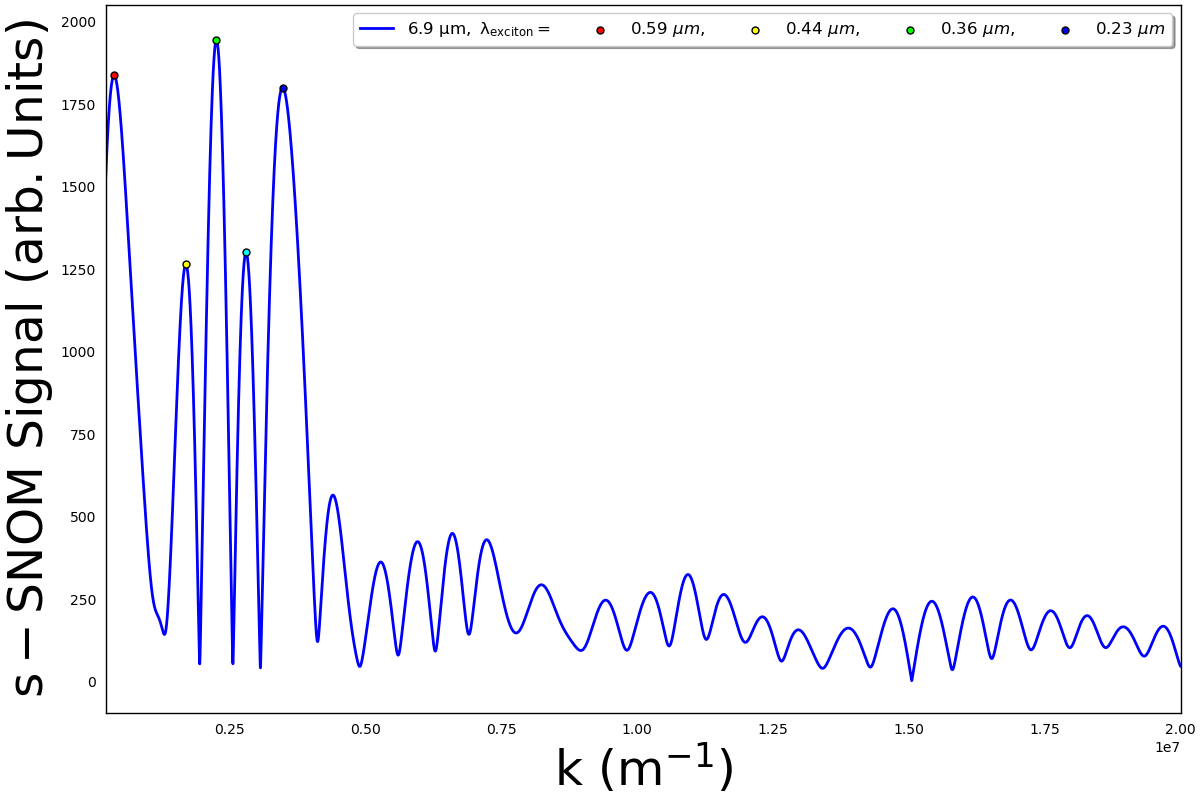 6.9 μm, λexciton = 0.59 μm, 0.44 μm, 0.36 μm, 0.23 μm
s − SNOM Signal (arb. Units)
2000
1750
1500
1250
1000
750
500
250
0
0.25 0.50 0.75 1.00 1.25 1.50 1.75 2.00
1e7
k (m⁻¹)